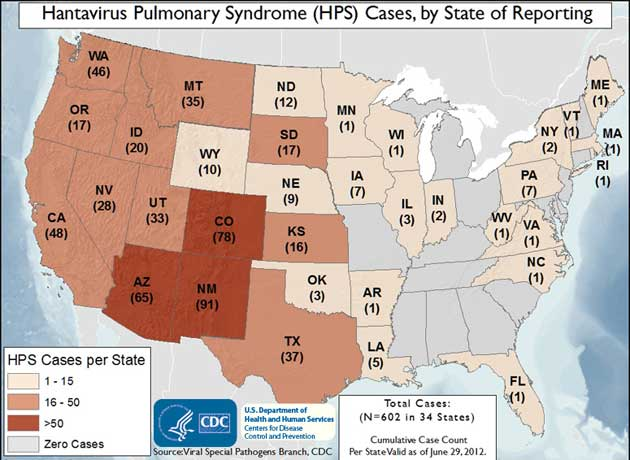 Hantavirus Pulmonary Syndrome (HPS) Cases, by State of Reporting
WA
(46)
MT
(35)
ND
(12)
MN
(1)
ME
(1)
VT
(1)
OR
(17)
ID
(20)
SD
(17)
WI
(1)
NY
(2)
MA
(1)
RI
(1)
WY
(10)
NE
(9)
IA
(7)
IL
(3)
IN
(2)
PA
(7)
NV
(28)
UT
(33)
CA
(48)
CO
(78)
KS
(16)
WV
(1)
VA
(1)
NC
(1)
AZ
(65)
NM
(91)
OK
(3)
AR
(1)
TX
(37)
LA
(5)
FL
(1)
HPS Cases per State
1 - 15
16 - 50
>50
Zero Cases
CDC
U.S. Department of
Health and Human Services
Centers for Disease
Control and Prevention
Source:Viral Special Pathogens Branch, CDC
Total Cases:
(N=602 in 34 States)
Cumulative Case Count
Per State Valid as of June 29, 2012.